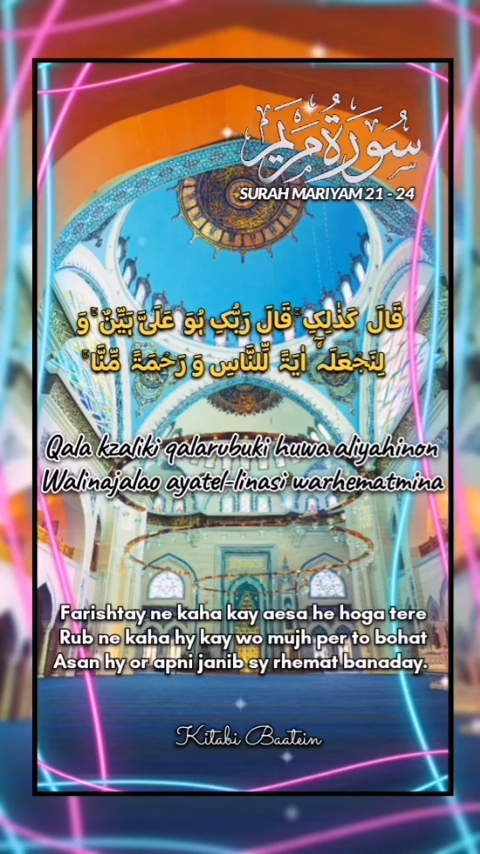 سُوۡرَةُ مَرۡيَم
SURAH MARIYAM 21 - 24
قَالَ کَذٰلِکِ ۚ قَالَ رَبُّکِ ہُوَ عَلَیَّ ہَیِّنٌ ۚ وَ
لِنَجۡعَلَہٗۤ اٰیَۃً لِّلنَّاسِ وَ رَحۡمَۃً مِّنَّا ۚ
Qala kzaliki qalarubuki huwa aliyahinon
Walinajalao ayatel-linasi warhematmina
Farishtay ne kaha kay aesa he hoga tere
Rub ne kaha hy kay wo mujh per to bohat
Asan hy or apni janib sy rhemat banaday.
Kitabi Baatein